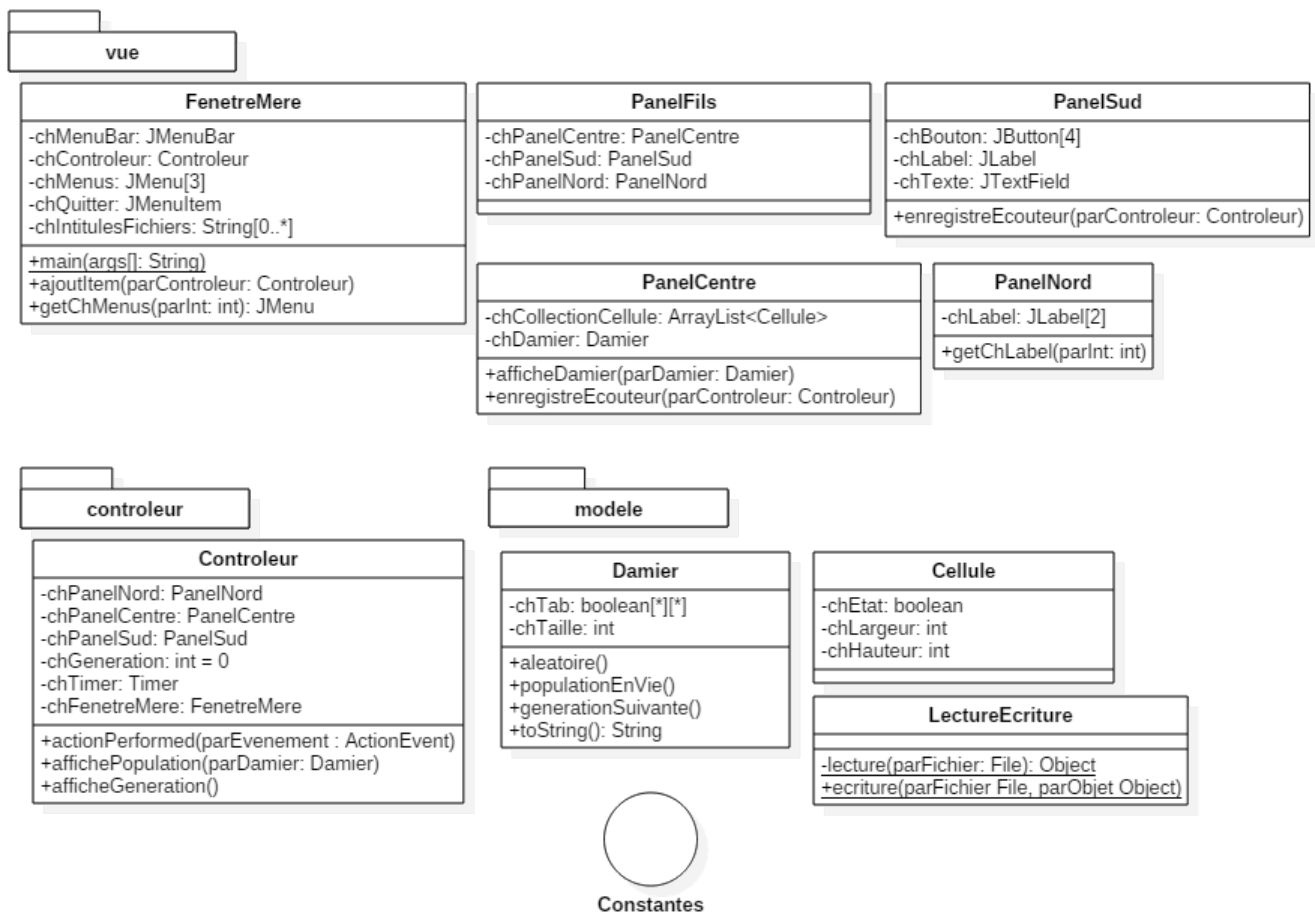 vue
FenetreMere
-chMenuBar: JMenuBar
-chControleur: Controleur
-chMenus: JMenu[3]
-chQuitter: JMenuItem
-chIntitulesFichiers: String[0..*]
+main(args[]: String)
+ajoutItem(parControleur: Controleur)
+getChMenus(parInt: int): JMenu
PanelFils
-chPanelCentre: PanelCentre
-chPanelSud: PanelSud
-chPanelNord: PanelNord
PanelSud
-chBouton: JButton[4]
-chLabel: JLabel
-chTexte: JTextField
+enregistreEcouteur(parControleur: Controleur)
PanelCentre
-chCollectionCellule: ArrayList<Cellule>
-chDamier: Damier
+afficheDamier(parDamier: Damier)
+enregistreEcouteur(parControleur: Controleur)
PanelNord
-chLabel: JLabel[2]
+getChLabel(parInt: int)
controleur
Controleur
-chPanelNord: PanelNord
-chPanelCentre: PanelCentre
-chPanelSud: PanelSud
-chGeneration: int = 0
-chTimer: Timer
-chFenetreMere: FenetreMere
+actionPerformed(parEvenement : ActionEvent)
+affichePopulation(parDamier: Damier)
+afficheGeneration()
modele
Damier
-chTab: boolean[*][*]
-chTaille: int
+aleatoire()
+populationEnVie()
+generationSuivante()
+toString(): String
Cellule
-chEtat: boolean
-chLargeur: int
-chHauteur: int
LectureEcriture
-lecture(parFichier: File): Object
+ecriture(parFichier File, parObjet Object)
Constantes